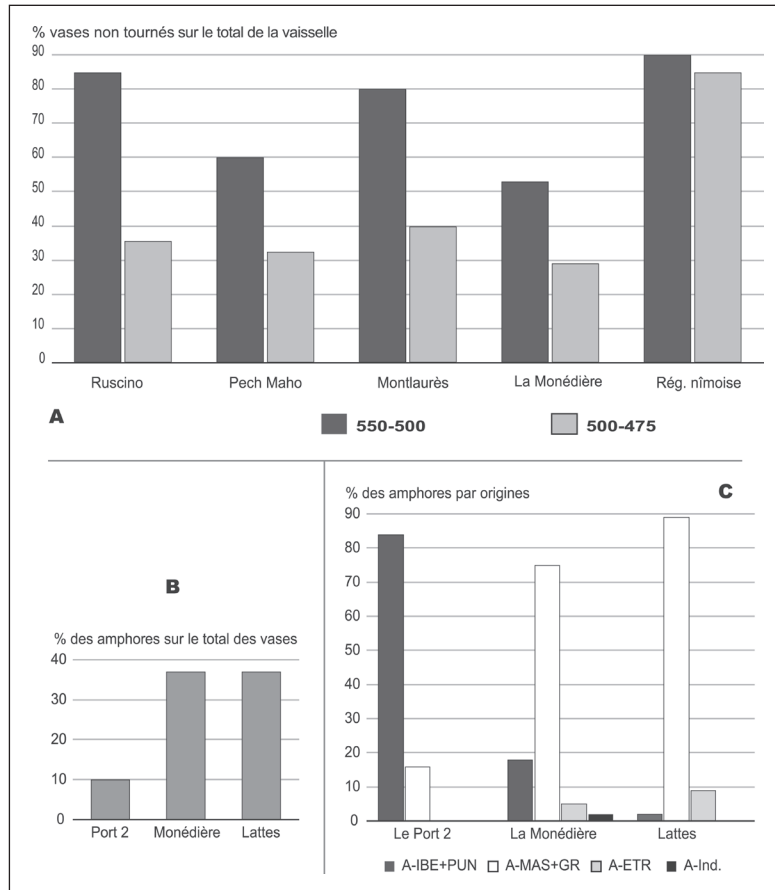 % vases non tournés sur le total de la vaisselle
90
80
70
60
50
40
30
20
10
0
Ruscino Pech Maho Montlaurès La Monédière Rég. nîmoise
A
550-500 500-475
B
% des amphores sur le total des vases
40
30
20
10
0
Port 2 Monédière Lattes
% des amphores par origines C
90
80
70
60
50
40
30
20
10
0
Le Port 2 La Monédière Lattes
A-IBE+PUN A-MAS+GR A-ETR A-Ind.